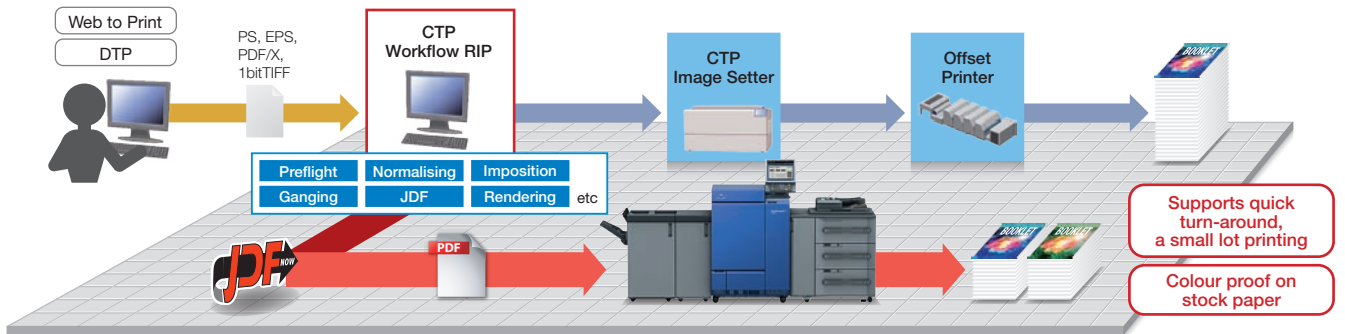 Web to Print
DTP
PS, EPS,
PDF/X,
1bitTIFF
CTP
Workflow RIP
CTP
Image Setter
Offset
Printer
BOOKLET
Preflight
Normalising
Imposition
Ganging
JDF
Rendering
etc
JDF NOW
PDF
BOOKLET
BOOKLET
Supports quick
turn-around,
a small lot printing
Colour proof on
stock paper